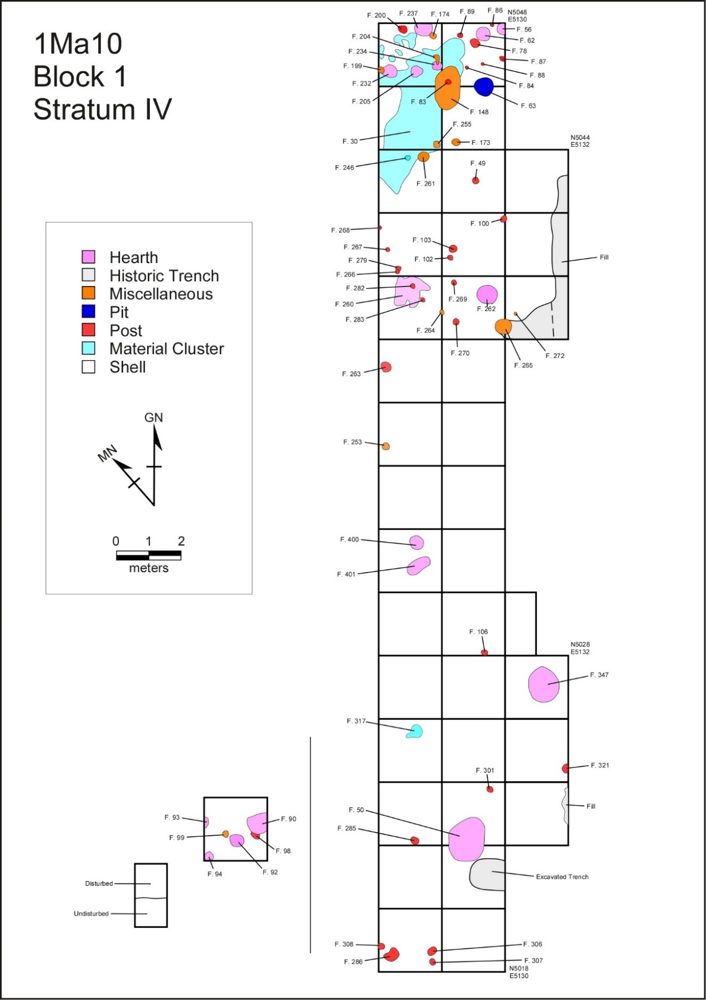 1Ma10
Block 1
Stratum IV
Hearth
Historic Trench
Miscellaneous
Pit
Post
Material Cluster
Shell
GN
MN
0 1 2
meters
F. 200
F. 237
F. 174
F. 89
F. 86
N5048
E5130
F. 56
F. 62
F. 78
F. 87
F. 88
F. 84
F. 63
F. 204
F. 234
F. 199
F. 232
F. 205
F. 83
F. 148
F. 255
F. 30
F. 173
N5044
E5132
F. 246
F. 261
F. 49
F. 100
F. 268
F. 103
F. 267
F. 102
F. 279
F. 266
Fill
F. 282
F. 269
F. 260
F. 262
F. 283
F. 264
F. 270
F. 272
F. 265
F. 263
F. 253
F. 400
F. 401
F. 106
N5028
E5132
F. 347
F. 317
F. 321
F. 301
Fill
F. 50
F. 285
Excavated Trench
F. 93
F. 90
F. 99
F. 98
F. 94
F. 92
Disturbed
Undisturbed
F. 308
F. 306
F. 286
F. 307
N5018
E5130